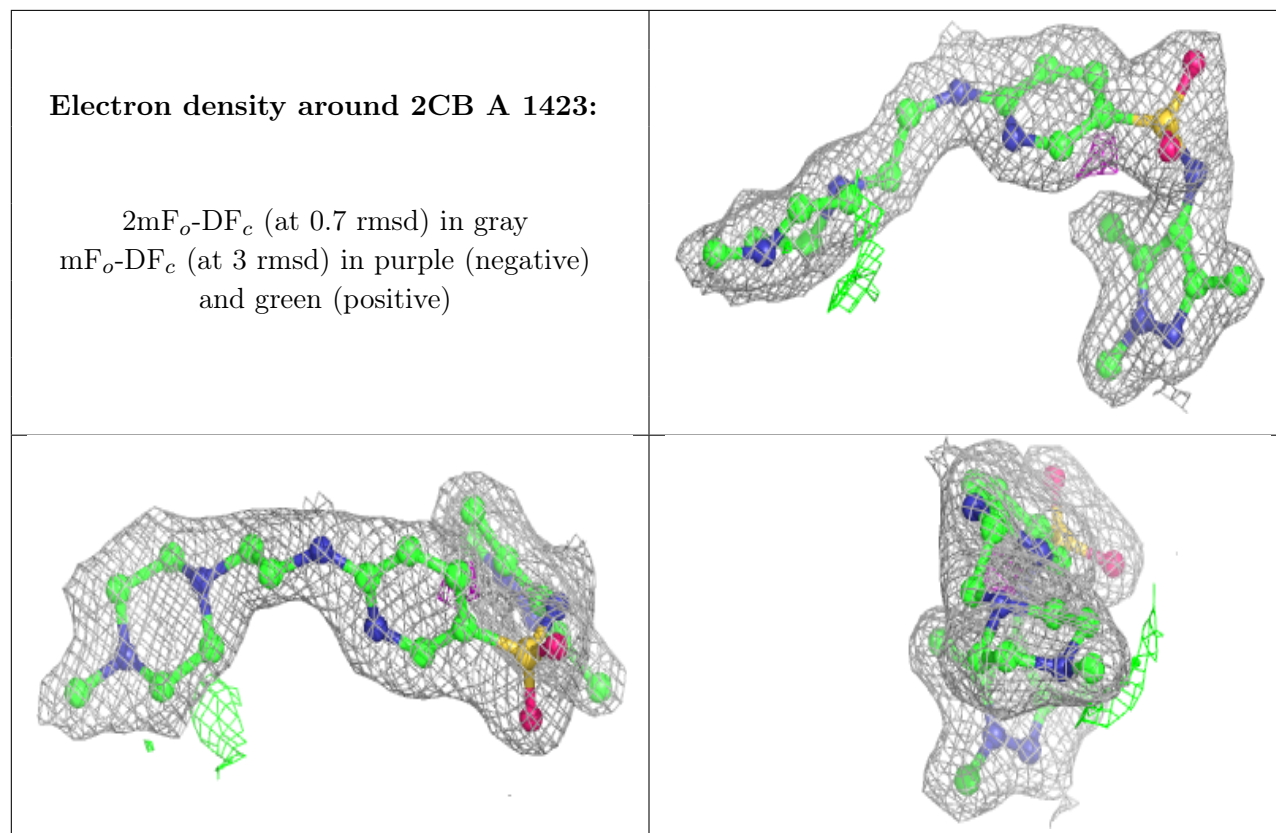 Electron density around 2CB A 1423:
2mFₒ-DF𝒸 (at 0.7 rmsd) in gray
mFₒ-DF𝒸 (at 3 rmsd) in purple (negative)
and green (positive)